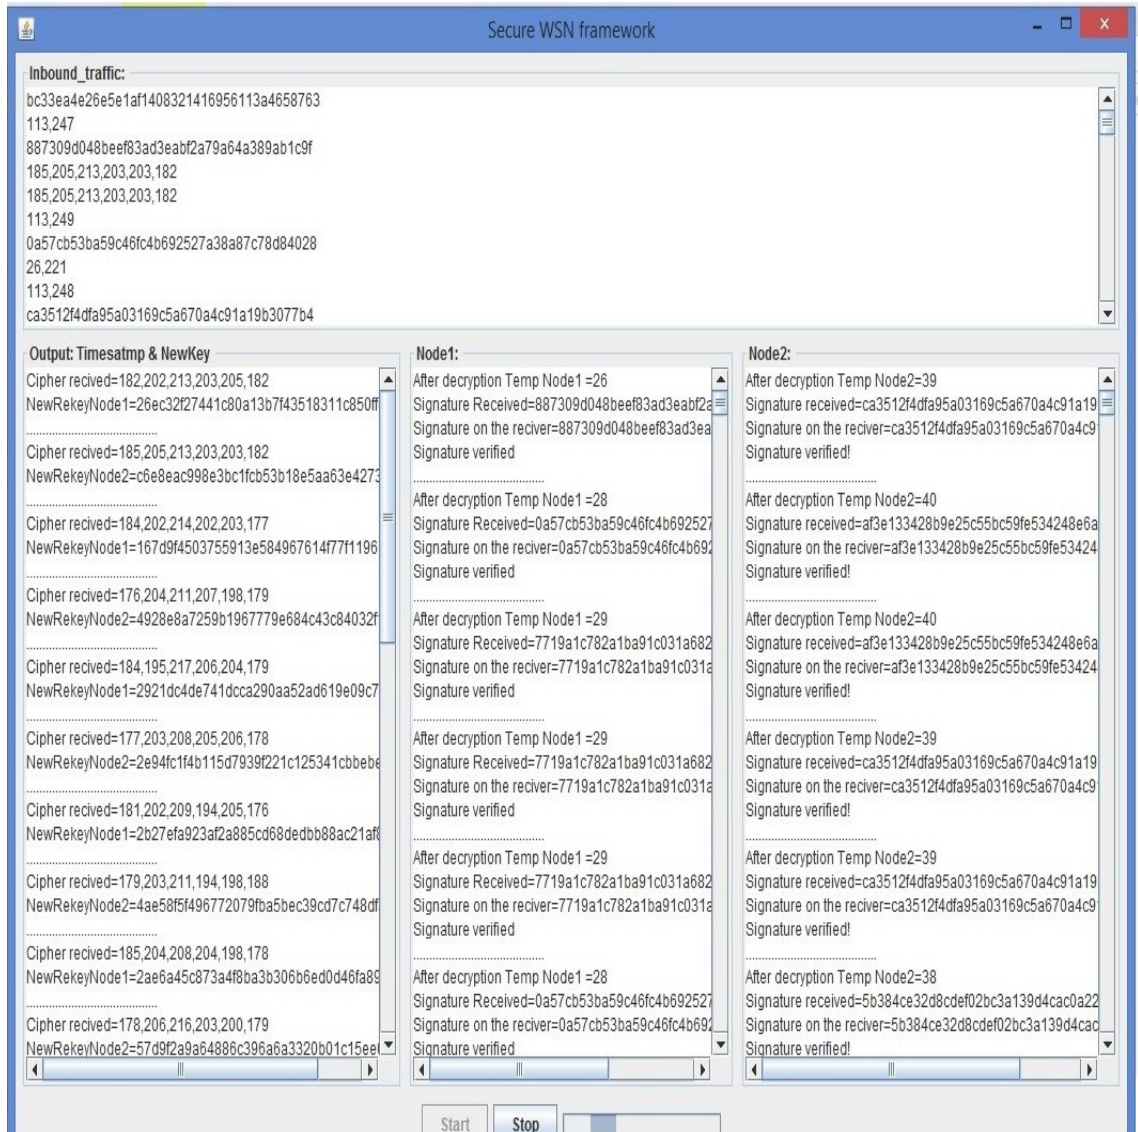 Secure WSN framework
Inbound_traffic:
bc33ea4e26e5e1af1408321416956113a4658763
113,247
887309d048beef83ad3eabf2a79a64a389ab1c9f
185,205,213,203,203,182
185,205,213,203,203,182
113,249
0a57cb53ba59c46fc4b692527a38a87c78d84028
26,221
113,248
ca3512f4dfa95a03169c5a670a4c91a19b3077b4
Output: Timesatmp & NewKey
Cipher recived=182,202,213,203,205,182
NewRekeyNode1=26ec32f27441c80a13b7f43518311c850ff
........................................
Cipher recived=185,205,213,203,203,182
NewRekeyNode2=c6e8eac998e3bc1fcb53b18e5aa63e4273
........................................
Cipher recived=184,202,214,202,203,177
NewRekeyNode1=167d9f4503755913e584967614f77f1196
........................................
Cipher recived=176,204,211,207,198,179
NewRekeyNode2=4928e8a7259b1967779e684c43c84032f
........................................
Cipher recived=184,195,217,206,204,179
NewRekeyNode1=2921dc4de741dcca290aa52ad619e09c7
........................................
Cipher recived=177,203,208,205,206,178
NewRekeyNode2=2e94fc1f4b115d7939f221c125341cbbebe
........................................
Cipher recived=181,202,209,194,205,176
NewRekeyNode1=2b27efa923af2a885cd68dedbb88ac21af8
........................................
Cipher recived=179,203,211,194,198,188
NewRekeyNode2=4ae58f5f496772079fba5bec39cd7c748df
........................................
Cipher recived=185,204,208,204,198,178
NewRekeyNode1=2ae6a45c873a4f8ba3b306b6ed0d46fa89
........................................
Cipher recived=178,206,216,203,200,179
NewRekeyNode2=57d9f2a9a64886c396a6a3320b01c15ee
Node1:
After decryption Temp Node1 =26
Signature Received=887309d048beef83ad3eabf2a
Signature on the reciver=887309d048beef83ad3ea
Signature verified
........................................
After decryption Temp Node1 =28
Signature Received=0a57cb53ba59c46fc4b692527
Signature on the reciver=0a57cb53ba59c46fc4b692
Signature verified
........................................
After decryption Temp Node1 =29
Signature Received=7719a1c782a1ba91c031a682
Signature on the reciver=7719a1c782a1ba91c031a
Signature verified
........................................
After decryption Temp Node1 =29
Signature Received=7719a1c782a1ba91c031a682
Signature on the reciver=7719a1c782a1ba91c031a
Signature verified
........................................
After decryption Temp Node1 =29
Signature Received=7719a1c782a1ba91c031a682
Signature on the reciver=7719a1c782a1ba91c031a
Signature verified
........................................
After decryption Temp Node1 =28
Signature Received=0a57cb53ba59c46fc4b692527
Signature on the reciver=0a57cb53ba59c46fc4b692
Signature verified
Node2:
After decryption Temp Node2=39
Signature received=ca3512f4dfa95a03169c5a670a4c91a19
Signature on the reciver=ca3512f4dfa95a03169c5a670a4c9
Signature verified!
........................................
After decryption Temp Node2=40
Signature received=af3e133428b9e25c55bc59fe534248e6a
Signature on the reciver=af3e133428b9e25c55bc59fe53424
Signature verified!
........................................
After decryption Temp Node2=40
Signature received=af3e133428b9e25c55bc59fe534248e6a
Signature on the reciver=af3e133428b9e25c55bc59fe53424
Signature verified!
........................................
After decryption Temp Node2=39
Signature received=ca3512f4dfa95a03169c5a670a4c91a19
Signature on the reciver=ca3512f4dfa95a03169c5a670a4c9
Signature verified!
........................................
After decryption Temp Node2=39
Signature received=ca3512f4dfa95a03169c5a670a4c91a19
Signature on the reciver=ca3512f4dfa95a03169c5a670a4c9
Signature verified!
........................................
After decryption Temp Node2=38
Signature received=5b384ce32d8cdef02bc3a139d4cac0a22
Signature on the reciver=5b384ce32d8cdef02bc3a139d4cac
Signature verified!
Start
Stop